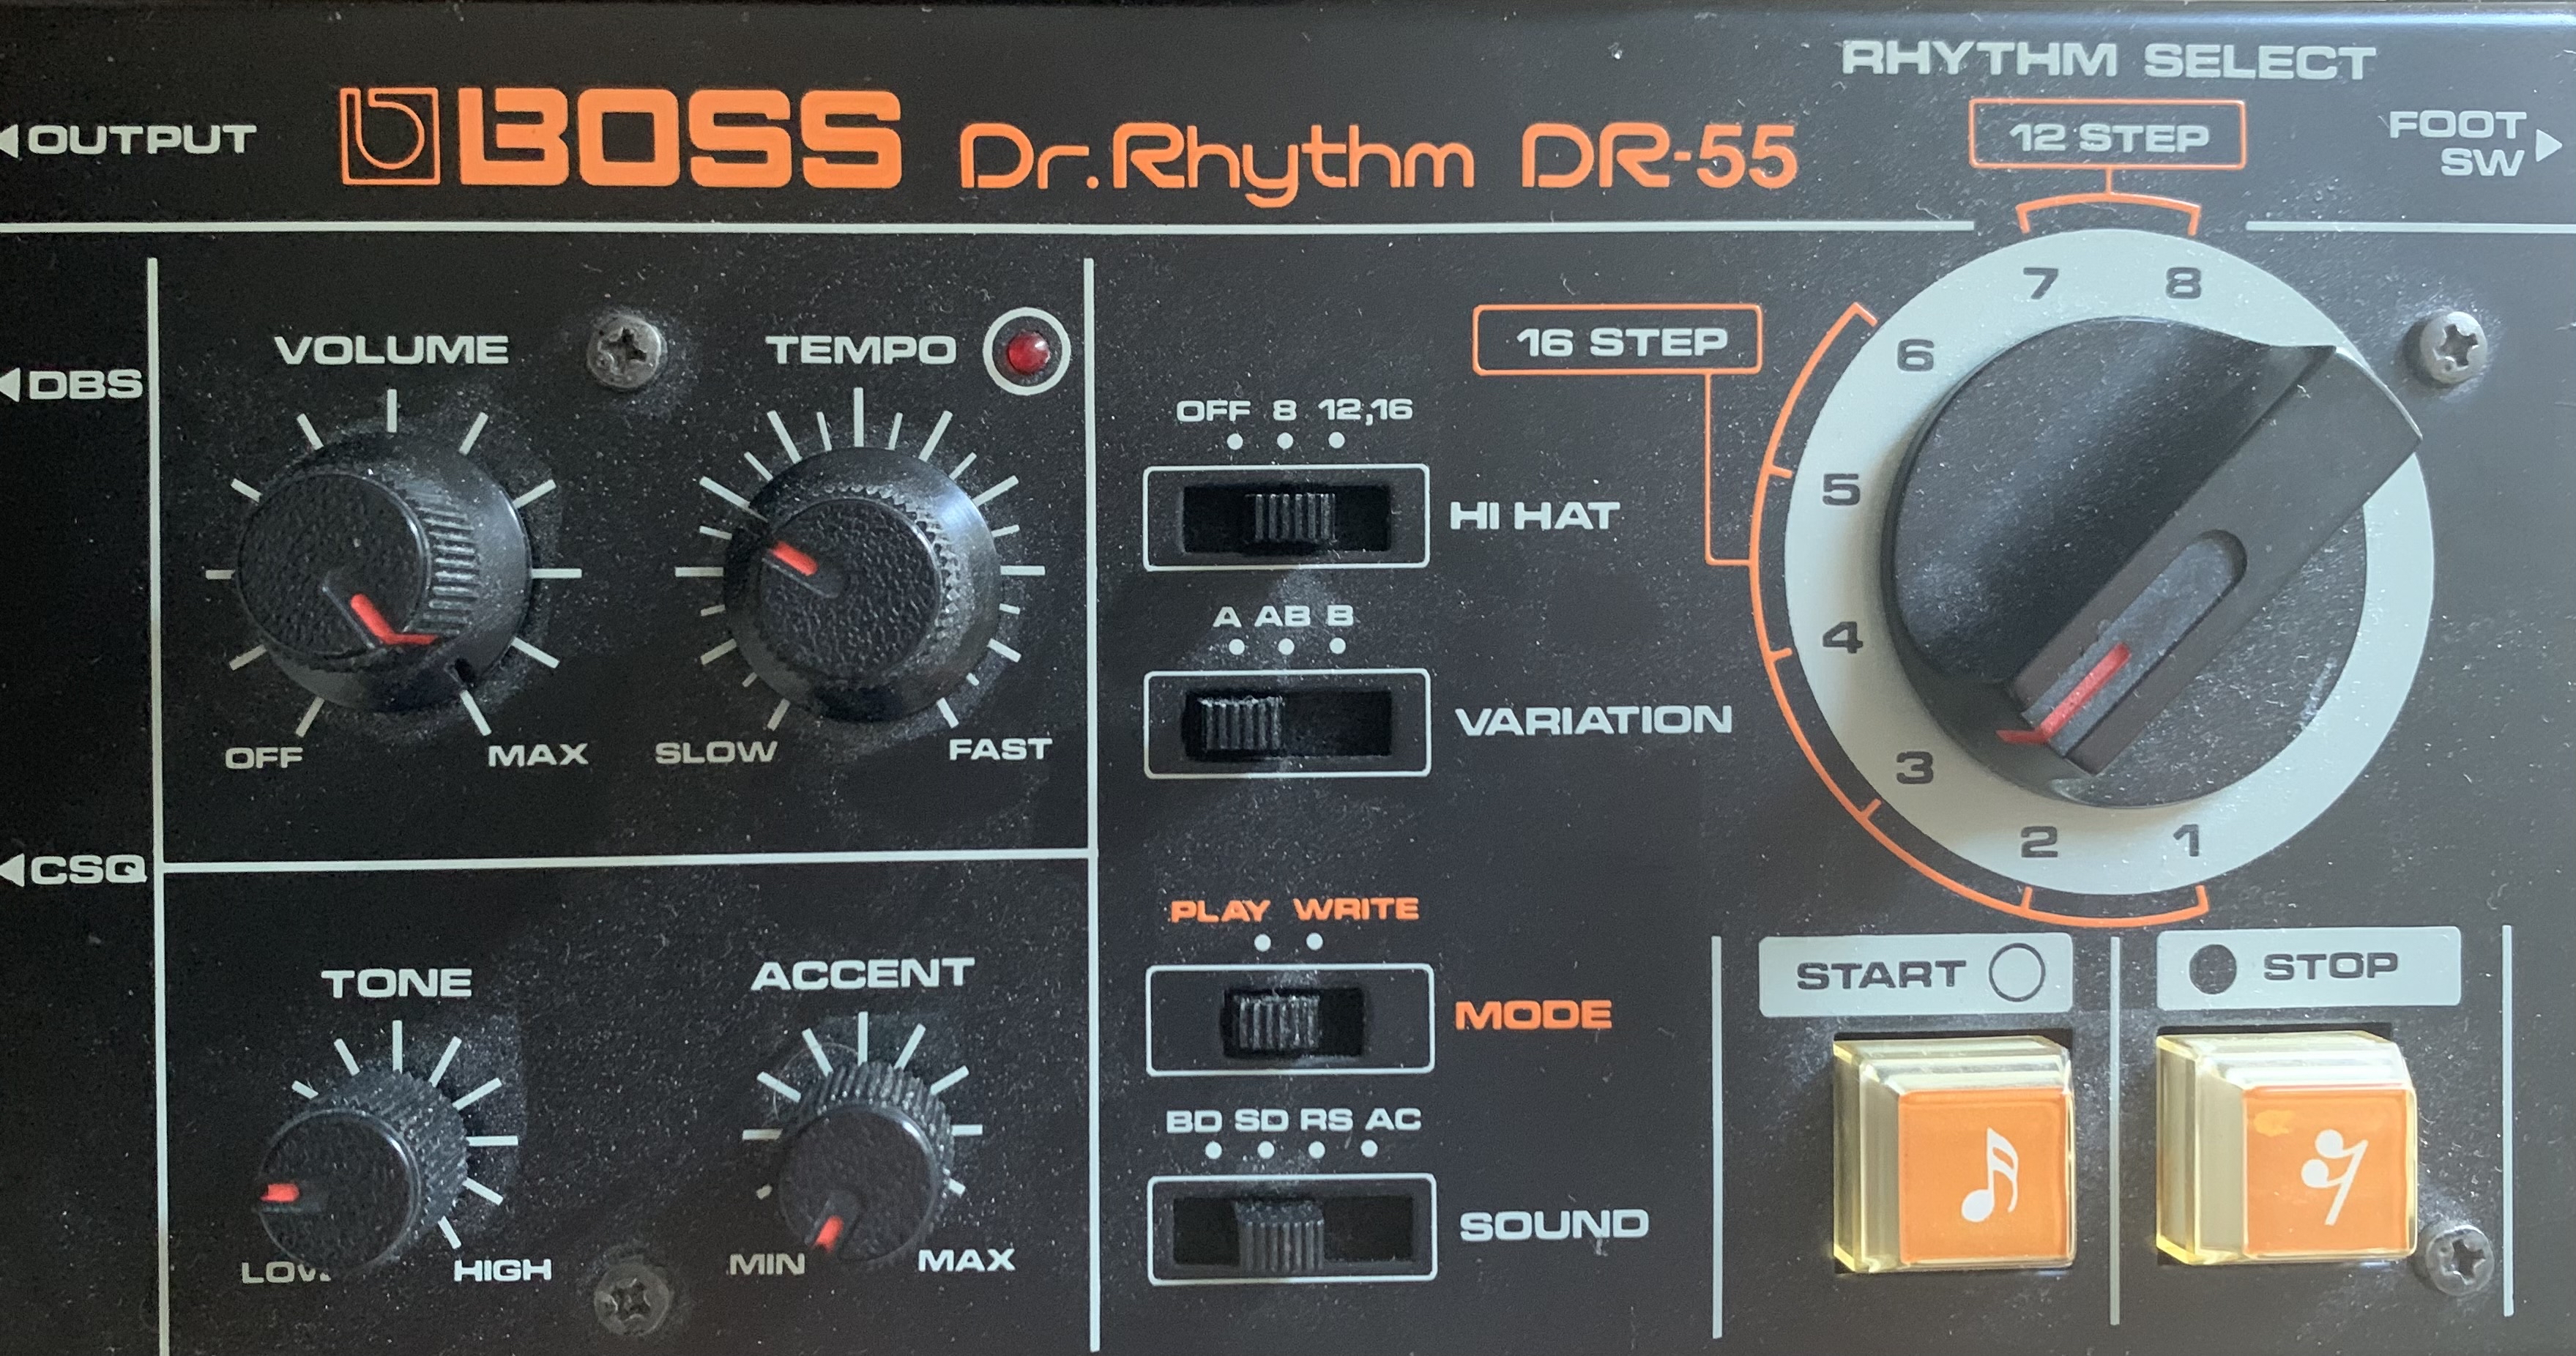 RHYTHM SELECT
OUTPUT
BOSS Dr.Rhythm DR-55
12 STEP
FOOT
SW
7 8
VOLUME
TEMPO
16 STEP
6
DBS
OFF 8 12,16
5
HI HAT
A AB B
4
VARIATION
OFF
MAX
SLOW
FAST
3
2 1
CSQ
PLAY WRITE
TONE
ACCENT
START
STOP
MODE
BD SD RS AC
SOUND
LOW
HIGH
MIN
MAX